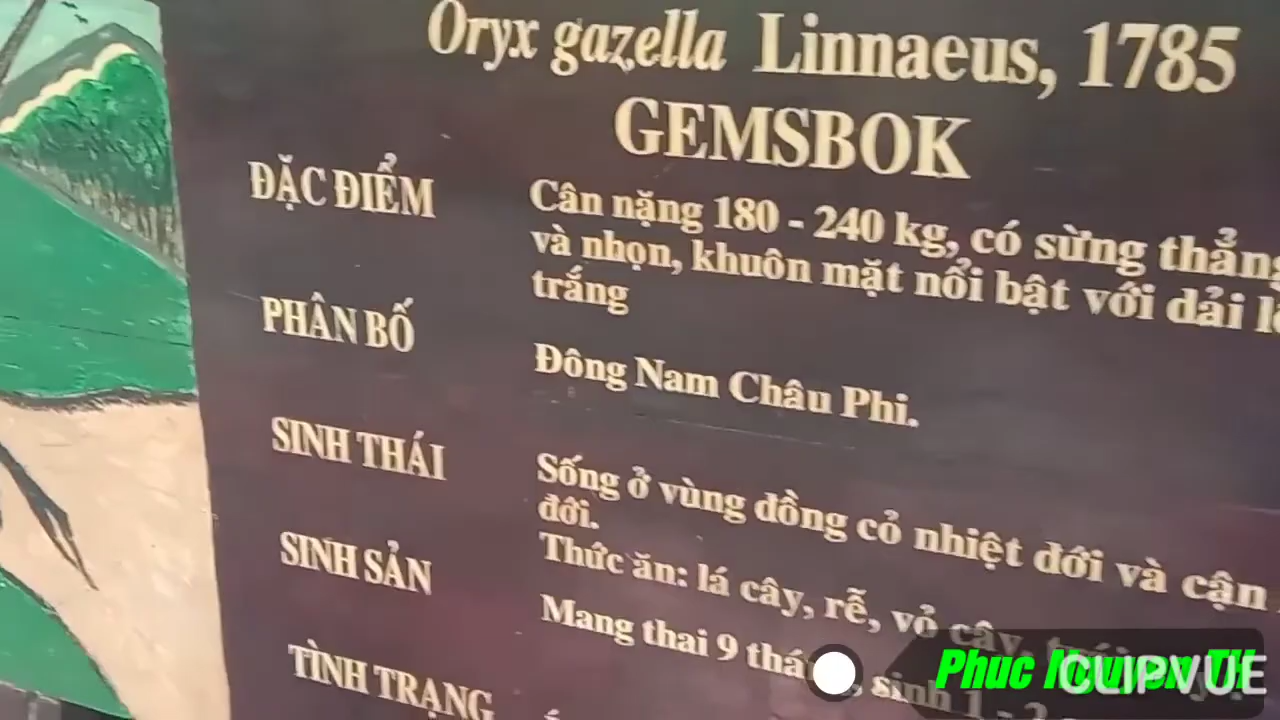 Oryx gazella Linnaeus, 1785
GEMSBOK
ĐẶC ĐIỂM
Cân nặng 180 - 240 kg, có sừng thẳng
và nhọn, khuôn mặt nổi bật với dải
trắng
PHÂN BỐ
Đông Nam Châu Phi.
SINH THÁI
Sống ở vùng đồng cỏ nhiệt đới và cận
đới.
Thức ăn: lá cây, rễ, vỏ cây,
SINH SẢN
Mang thai 9 sinh 1 -
TÌNH TRẠNG
Phuc Nguyen TH
CLIPVUE